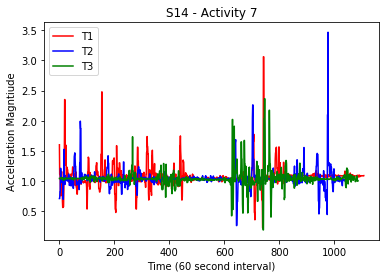 S14 - Activity 7
T1
T2
T3
3.5
3.0
2.5
2.0
1.5
1.0
0.5
Acceleration Magntiude
0 200 400 600 800 1000
Time (60 second interval)